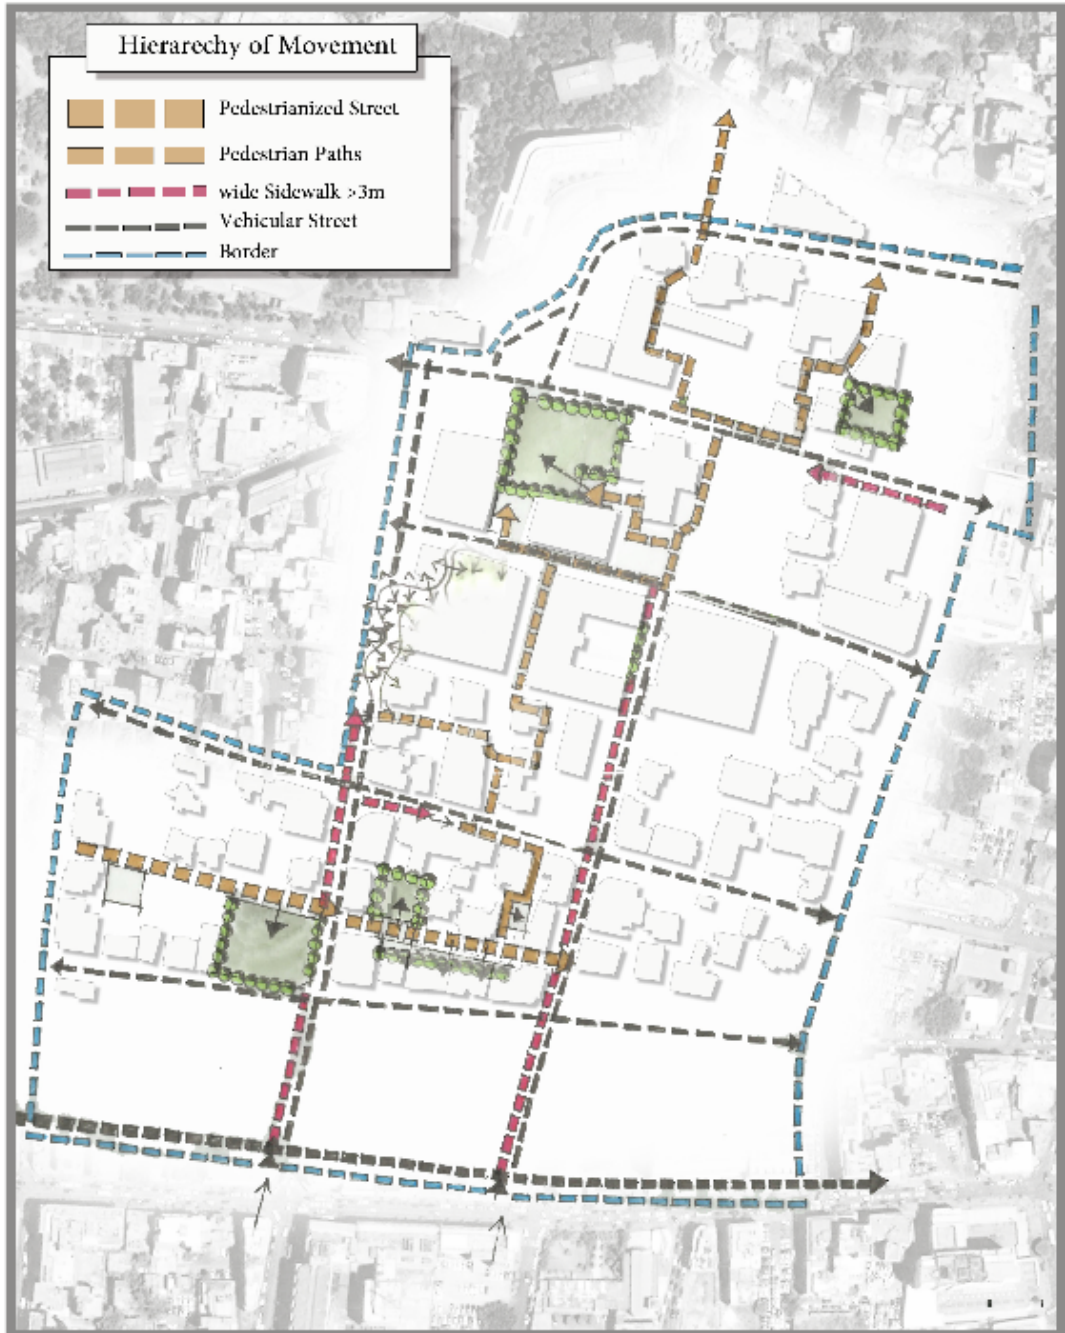 Hierarechy of Movement
Pedestrianized Street
Pedestrian Paths
wide Sidewalk >3m
Vehicular Street
Border